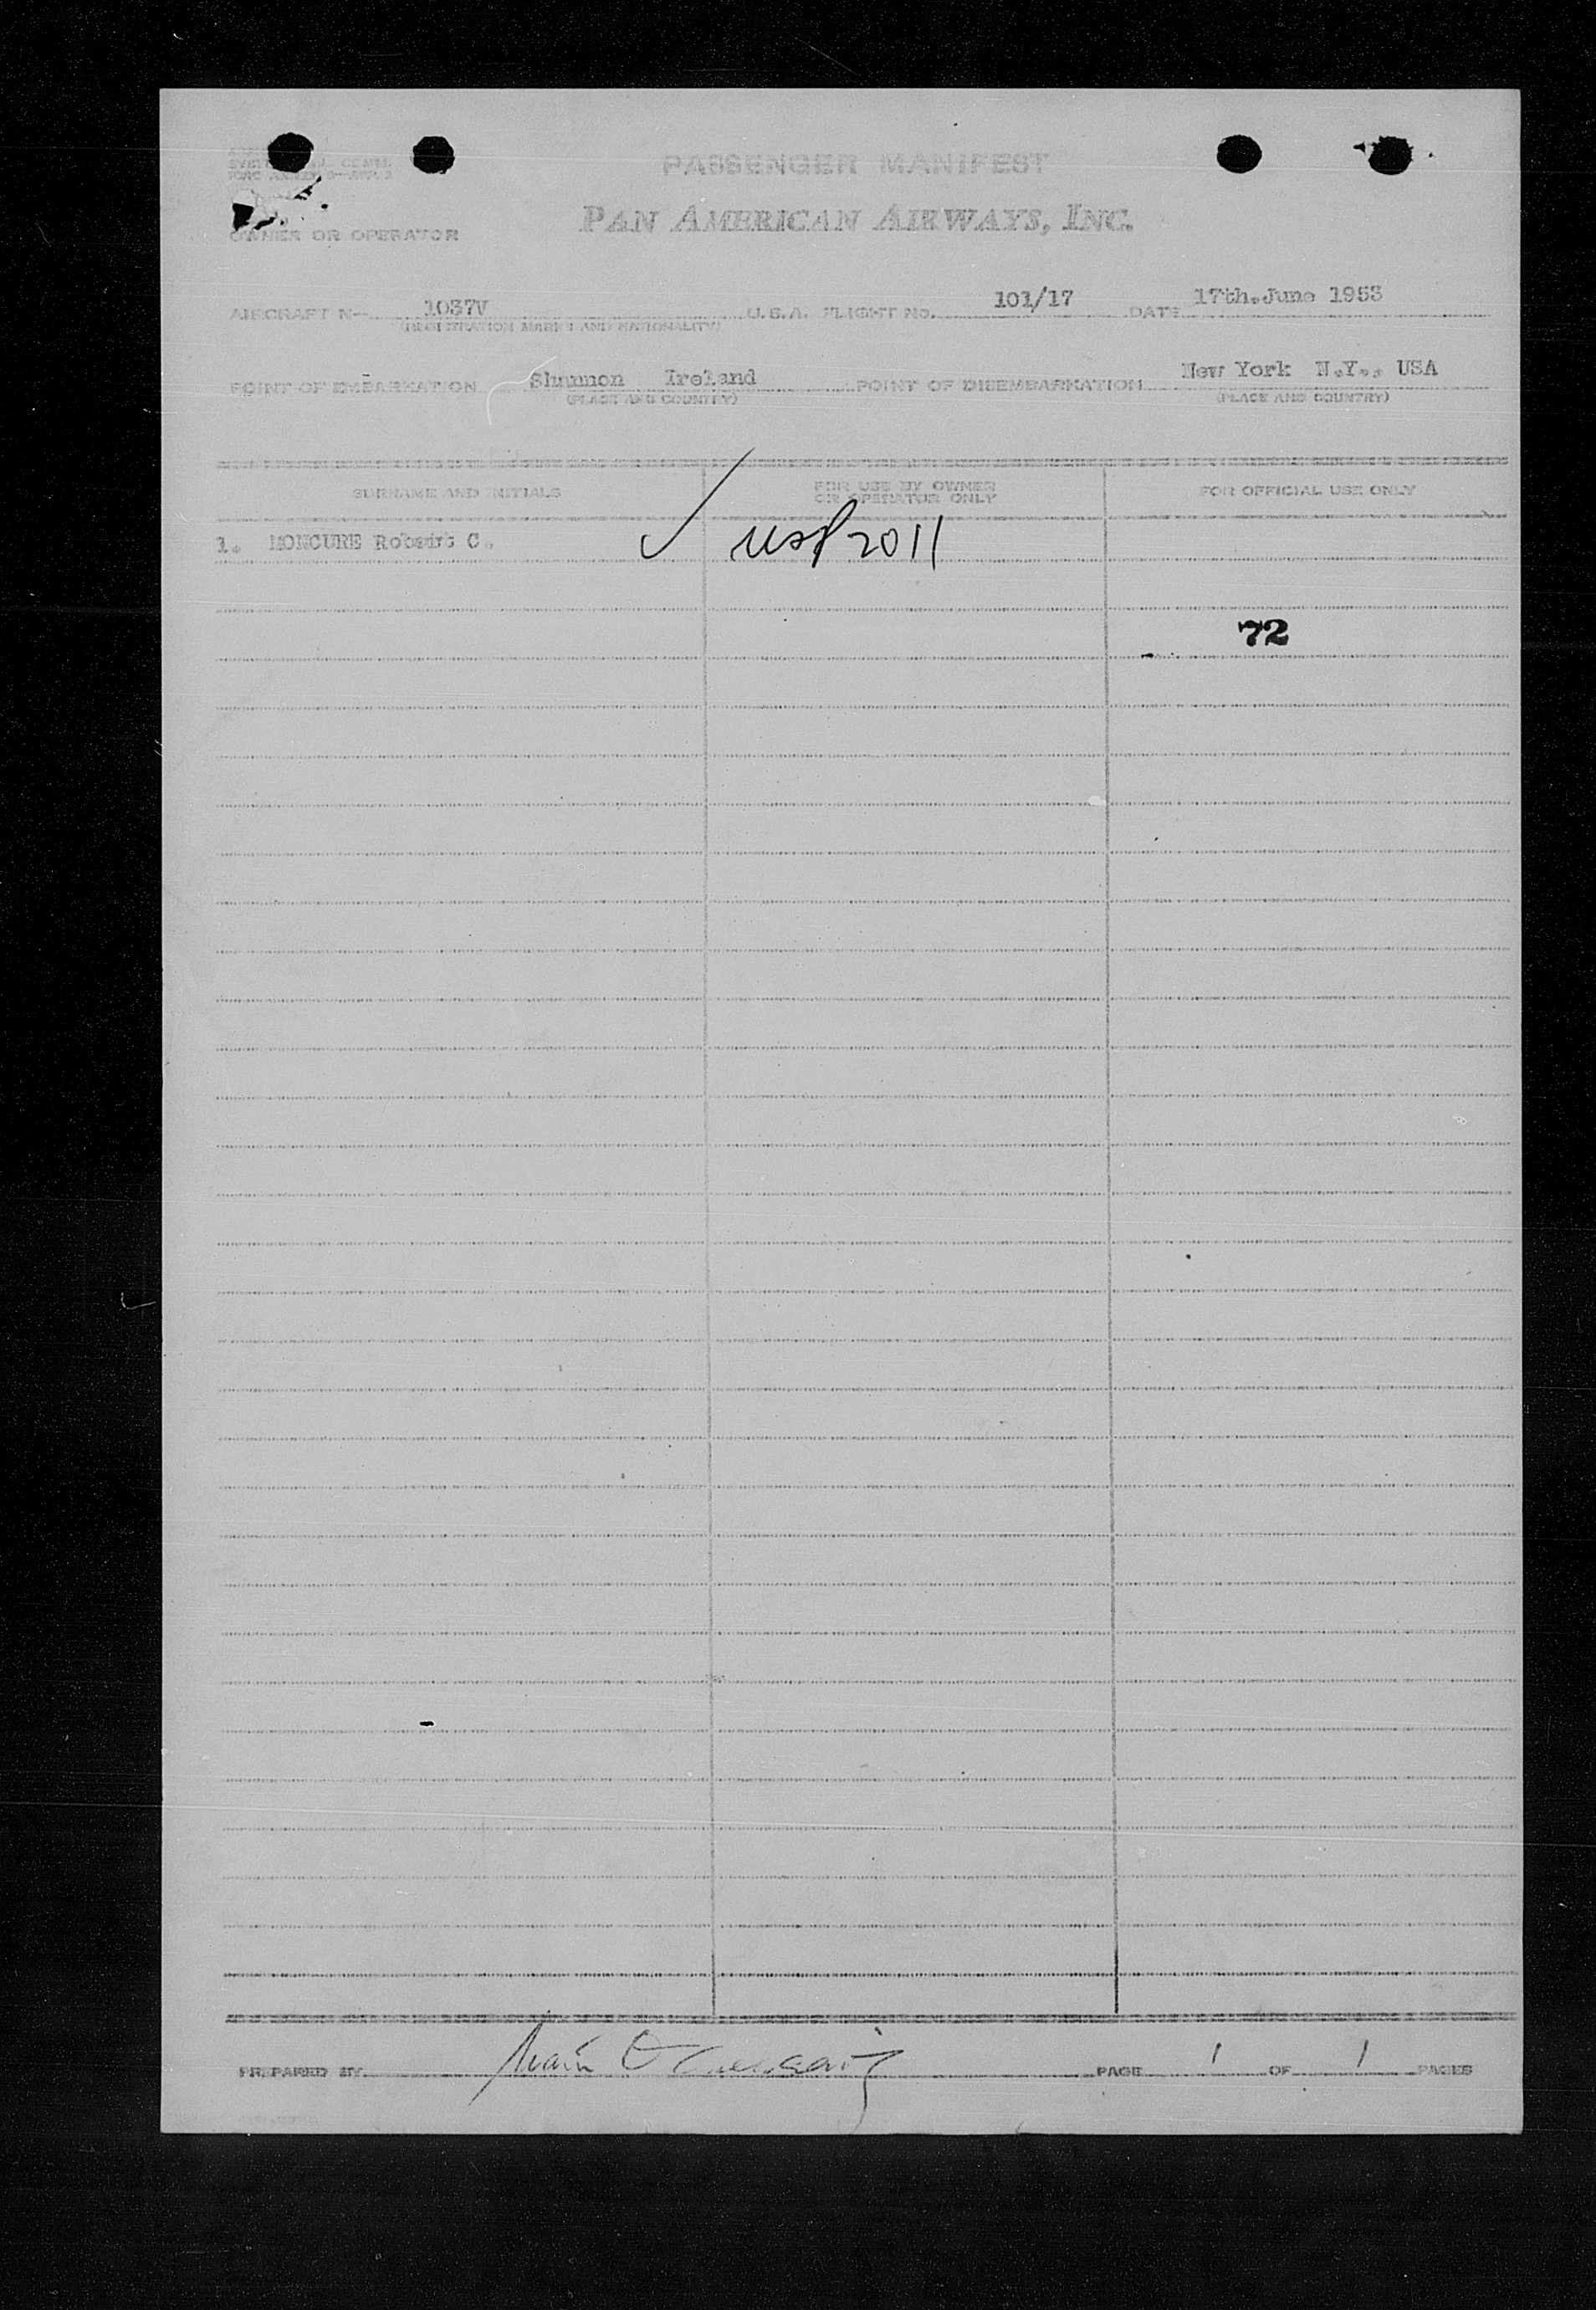 PASSENGER MANIFEST
PAN AMERICAN AIRWAYS, INC.
OWNER OR OPERATOR
AIRCRAFT N- 1037V U.S.A. FLIGHT NO. 101/17 DATE 17th.June 1953
(REGISTRATION MARKS AND NATIONALITY)
POINT OF EMBARKATION Shannon Ireland POINT OF DISEMBARKATION New York N.Y., USA
(PLACE AND COUNTRY) (PLACE AND COUNTRY)
SURNAME AND INITIALS FOR USE BY OWNER OR OPERATOR ONLY FOR OFFICIAL USE ONLY
1. MONCURE Robert C. 2011
72
PREPARED BY PAGE 1 OF 1 PAGES